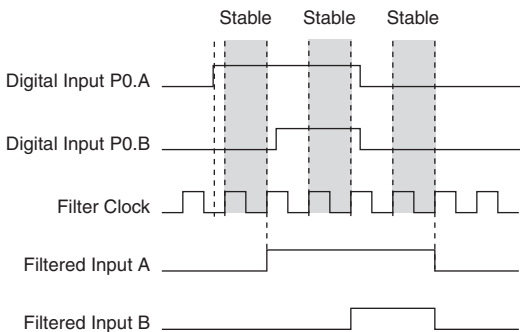 Stable Stable Stable
Digital Input P0.A
Digital Input P0.B
Filter Clock
Filtered Input A
Filtered Input B